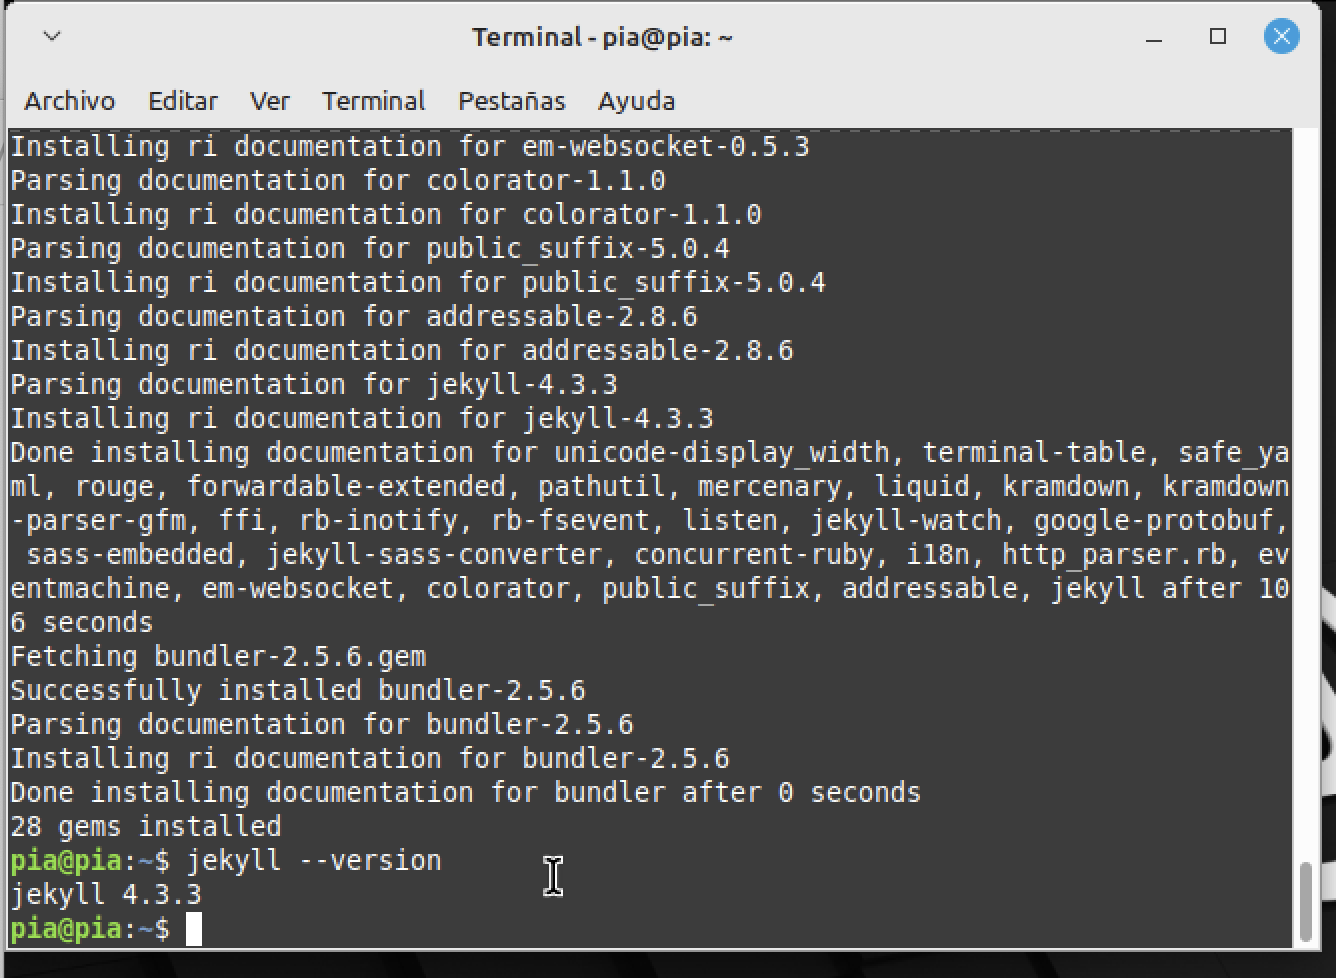 Terminal - pia@pia: ~
Archivo Editar Ver Terminal Pestañas Ayuda
Installing ri documentation for em-websocket-0.5.3
Parsing documentation for colorator-1.1.0
Installing ri documentation for colorator-1.1.0
Parsing documentation for public_suffix-5.0.4
Installing ri documentation for public_suffix-5.0.4
Parsing documentation for addressable-2.8.6
Installing ri documentation for addressable-2.8.6
Parsing documentation for jekyll-4.3.3
Installing ri documentation for jekyll-4.3.3
Done installing documentation for unicode-display_width, terminal-table, safe_ya
ml, rouge, forwardable-extended, pathutil, mercenary, liquid, kramdown, kramdown
-parser-gfm, ffi, rb-inotify, rb-fsevent, listen, jekyll-watch, google-protobuf,
 sass-embedded, jekyll-sass-converter, concurrent-ruby, i18n, http_parser.rb, ev
entmachine, em-websocket, colorator, public_suffix, addressable, jekyll after 10
6 seconds
Fetching bundler-2.5.6.gem
Successfully installed bundler-2.5.6
Parsing documentation for bundler-2.5.6
Installing ri documentation for bundler-2.5.6
Done installing documentation for bundler after 0 seconds
28 gems installed
pia@pia:~$ jekyll --version
jekyll 4.3.3
pia@pia:~$